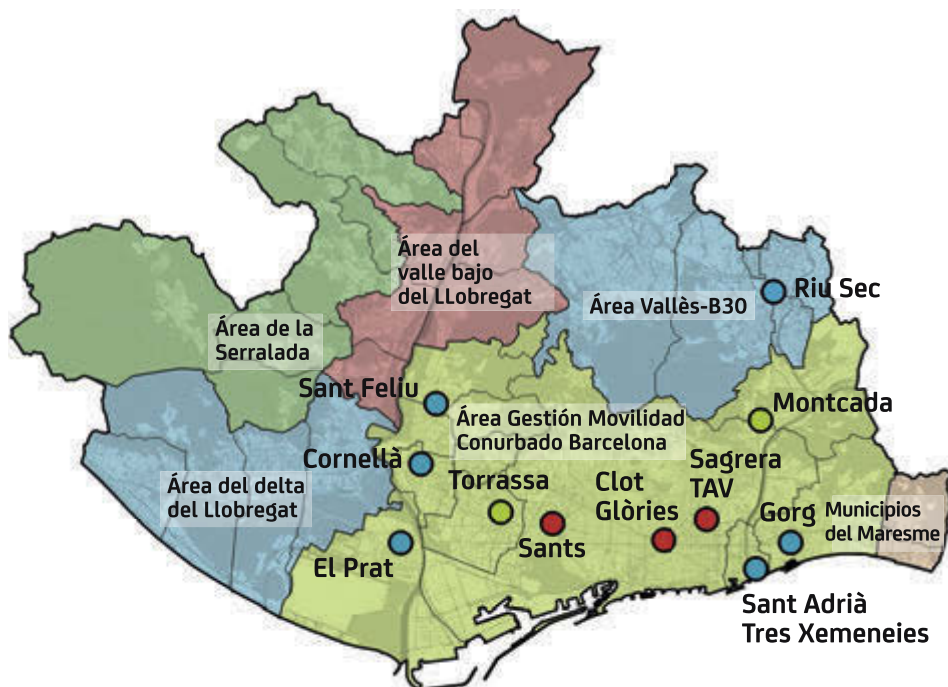 Área del
valle bajo
del LLobregat
Área Vallès-B30
Riu Sec
Área de la
Serralada
Sant Feliu
Área Gestión Movilidad
Conurbado Barcelona
Montcada
Cornellà
Torrassa
Clot
Glòries
Sagrera
TAV
Área del delta
del Llobregat
Gorg
Municipios
del Maresme
Sants
El Prat
Sant Adrià
Tres Xemeneies